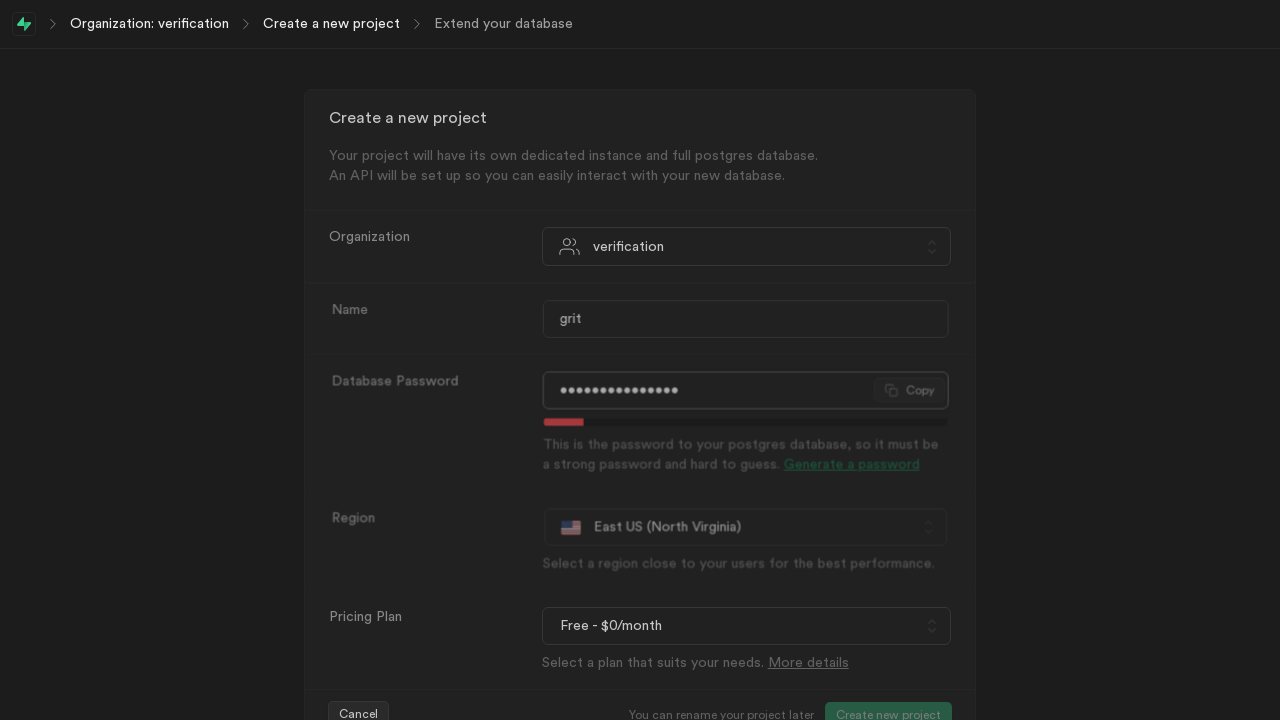 Organization: verification
Create a new project
Extend your database
Create a new project
Your project will have its own dedicated instance and full postgres database.
An API will be set up so you can easily interact with your new database.
Organization
verification
Name
grit
Database Password
•••••••••••••••
Copy
This is the password to your postgres database, so it must be
a strong password and hard to guess. Generate a password
Region
East US (North Virginia)
Select a region close to your users for the best performance.
Pricing Plan
Free - $0/month
Select a plan that suits your needs. More details
Cancel
You can rename your project later
Create new project